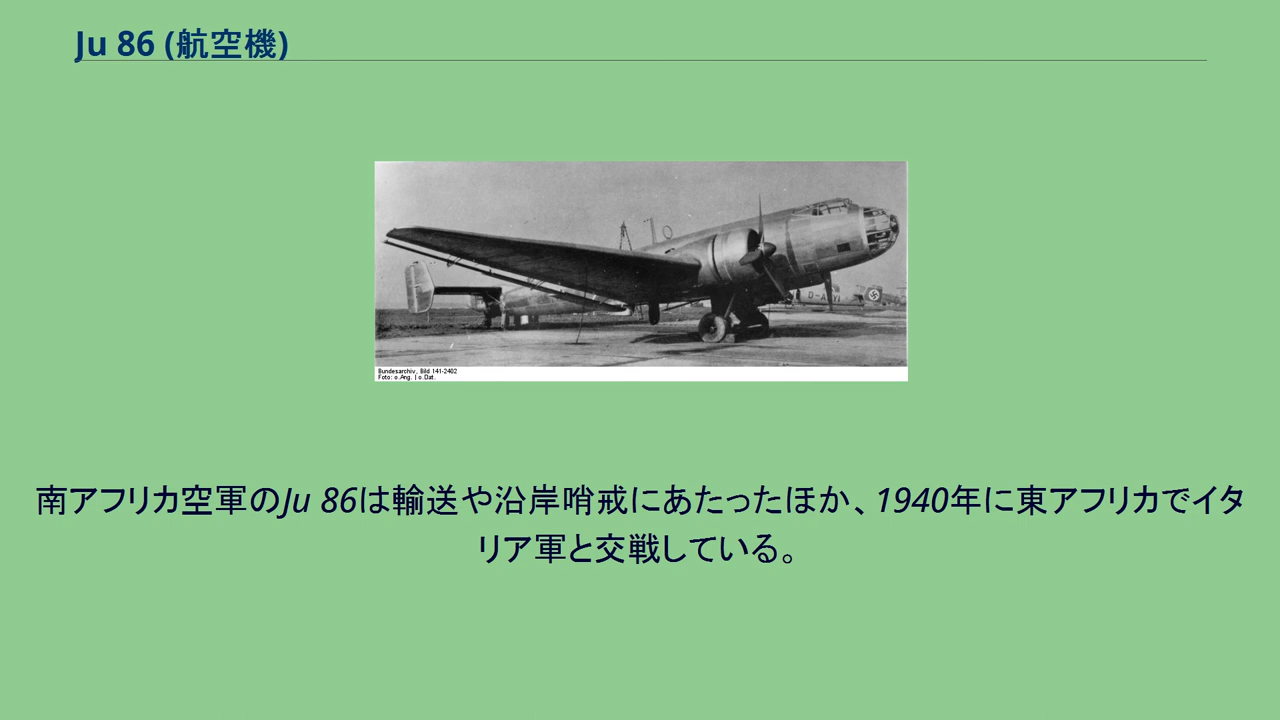 Ju 86 (航空機)
Bundesarchiv, Bild 141-2402
Foto: o.Ang. | o.Dat.
南アフリカ空軍のJu 86は輸送や沿岸哨戒にあたったほか、1940年に東アフリカでイタ
リア軍と交戦している。